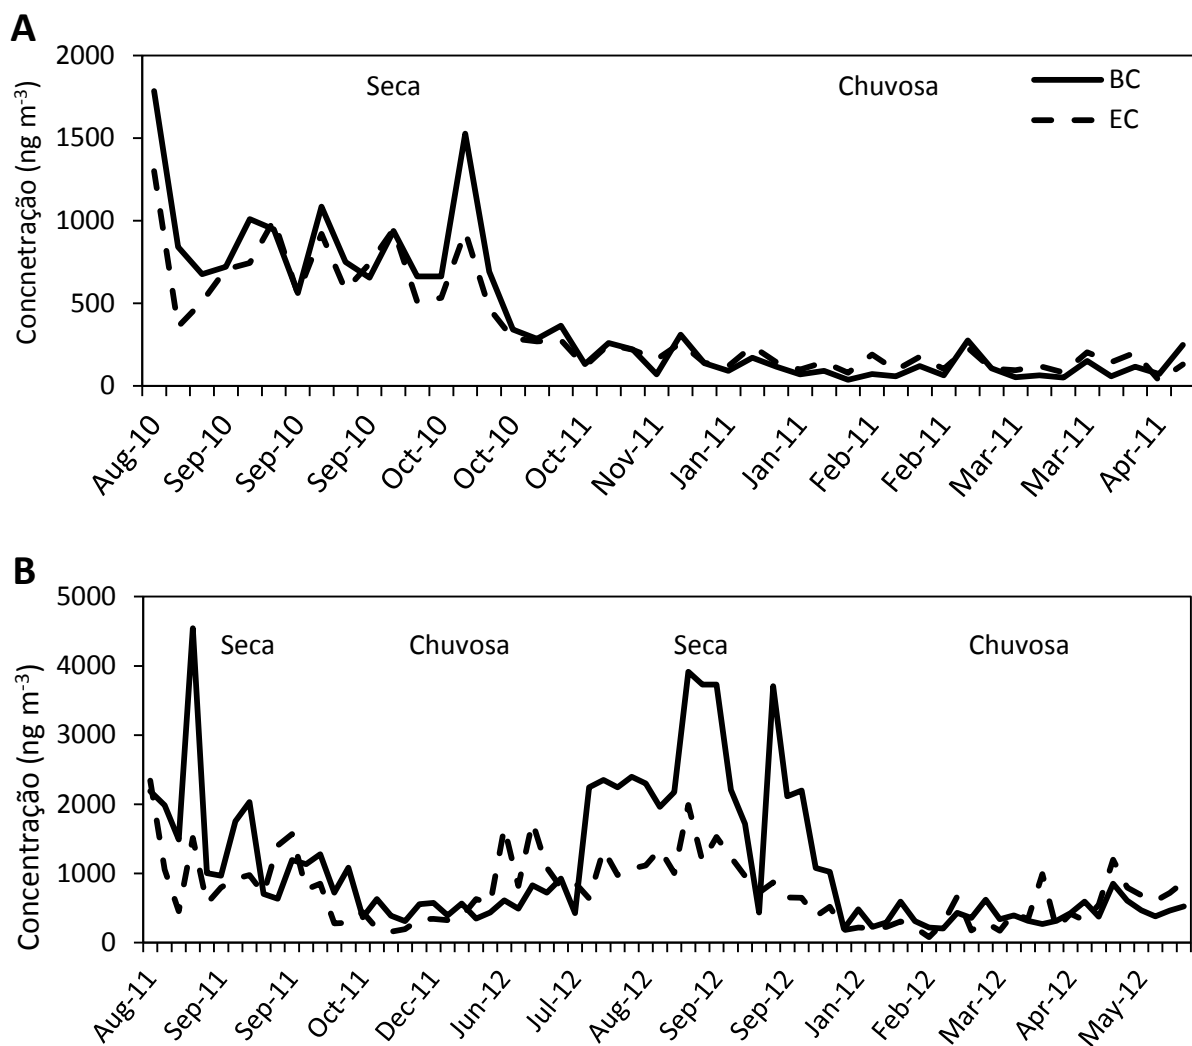 A
2000
1500
1000
500
0
Concnetração (ng m-3)
Seca
Chuvosa
BC
EC
Aug-10
Sep-10
Sep-10
Sep-10
Oct-10
Oct-10
Oct-11
Nov-11
Jan-11
Jan-11
Feb-11
Feb-11
Mar-11
Mar-11
Apr-11
B
5000
4000
3000
2000
1000
0
Concentração (ng m-3)
Seca
Chuvosa
Seca
Chuvosa
Aug-11
Sep-11
Sep-11
Oct-11
Dec-11
Jun-12
Jul-12
Aug-12
Sep-12
Sep-12
Jan-12
Feb-12
Mar-12
Apr-12
May-12